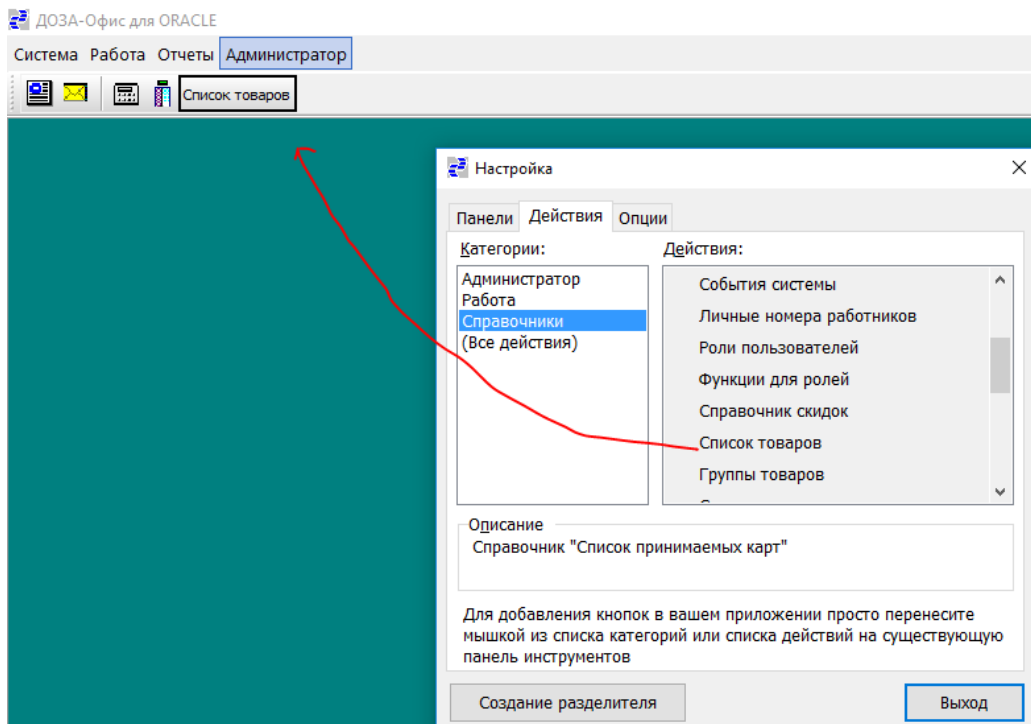 ДОЗА-Офис для ORACLE
Система Работа Отчеты Администратор
Список товаров
Настройка
Панели Действия Опции
Категории:
Администратор
Работа
Справочники
(Все действия)
Действия:
События системы
Личные номера работников
Роли пользователей
Функции для ролей
Справочник скидок
Список товаров
Группы товаров
Описание
Справочник "Список принимаемых карт"
Для добавления кнопок в вашем приложении просто перенесите
мышкой из списка категорий или списка действий на существующую
панель инструментов
Создание разделителя
Выход